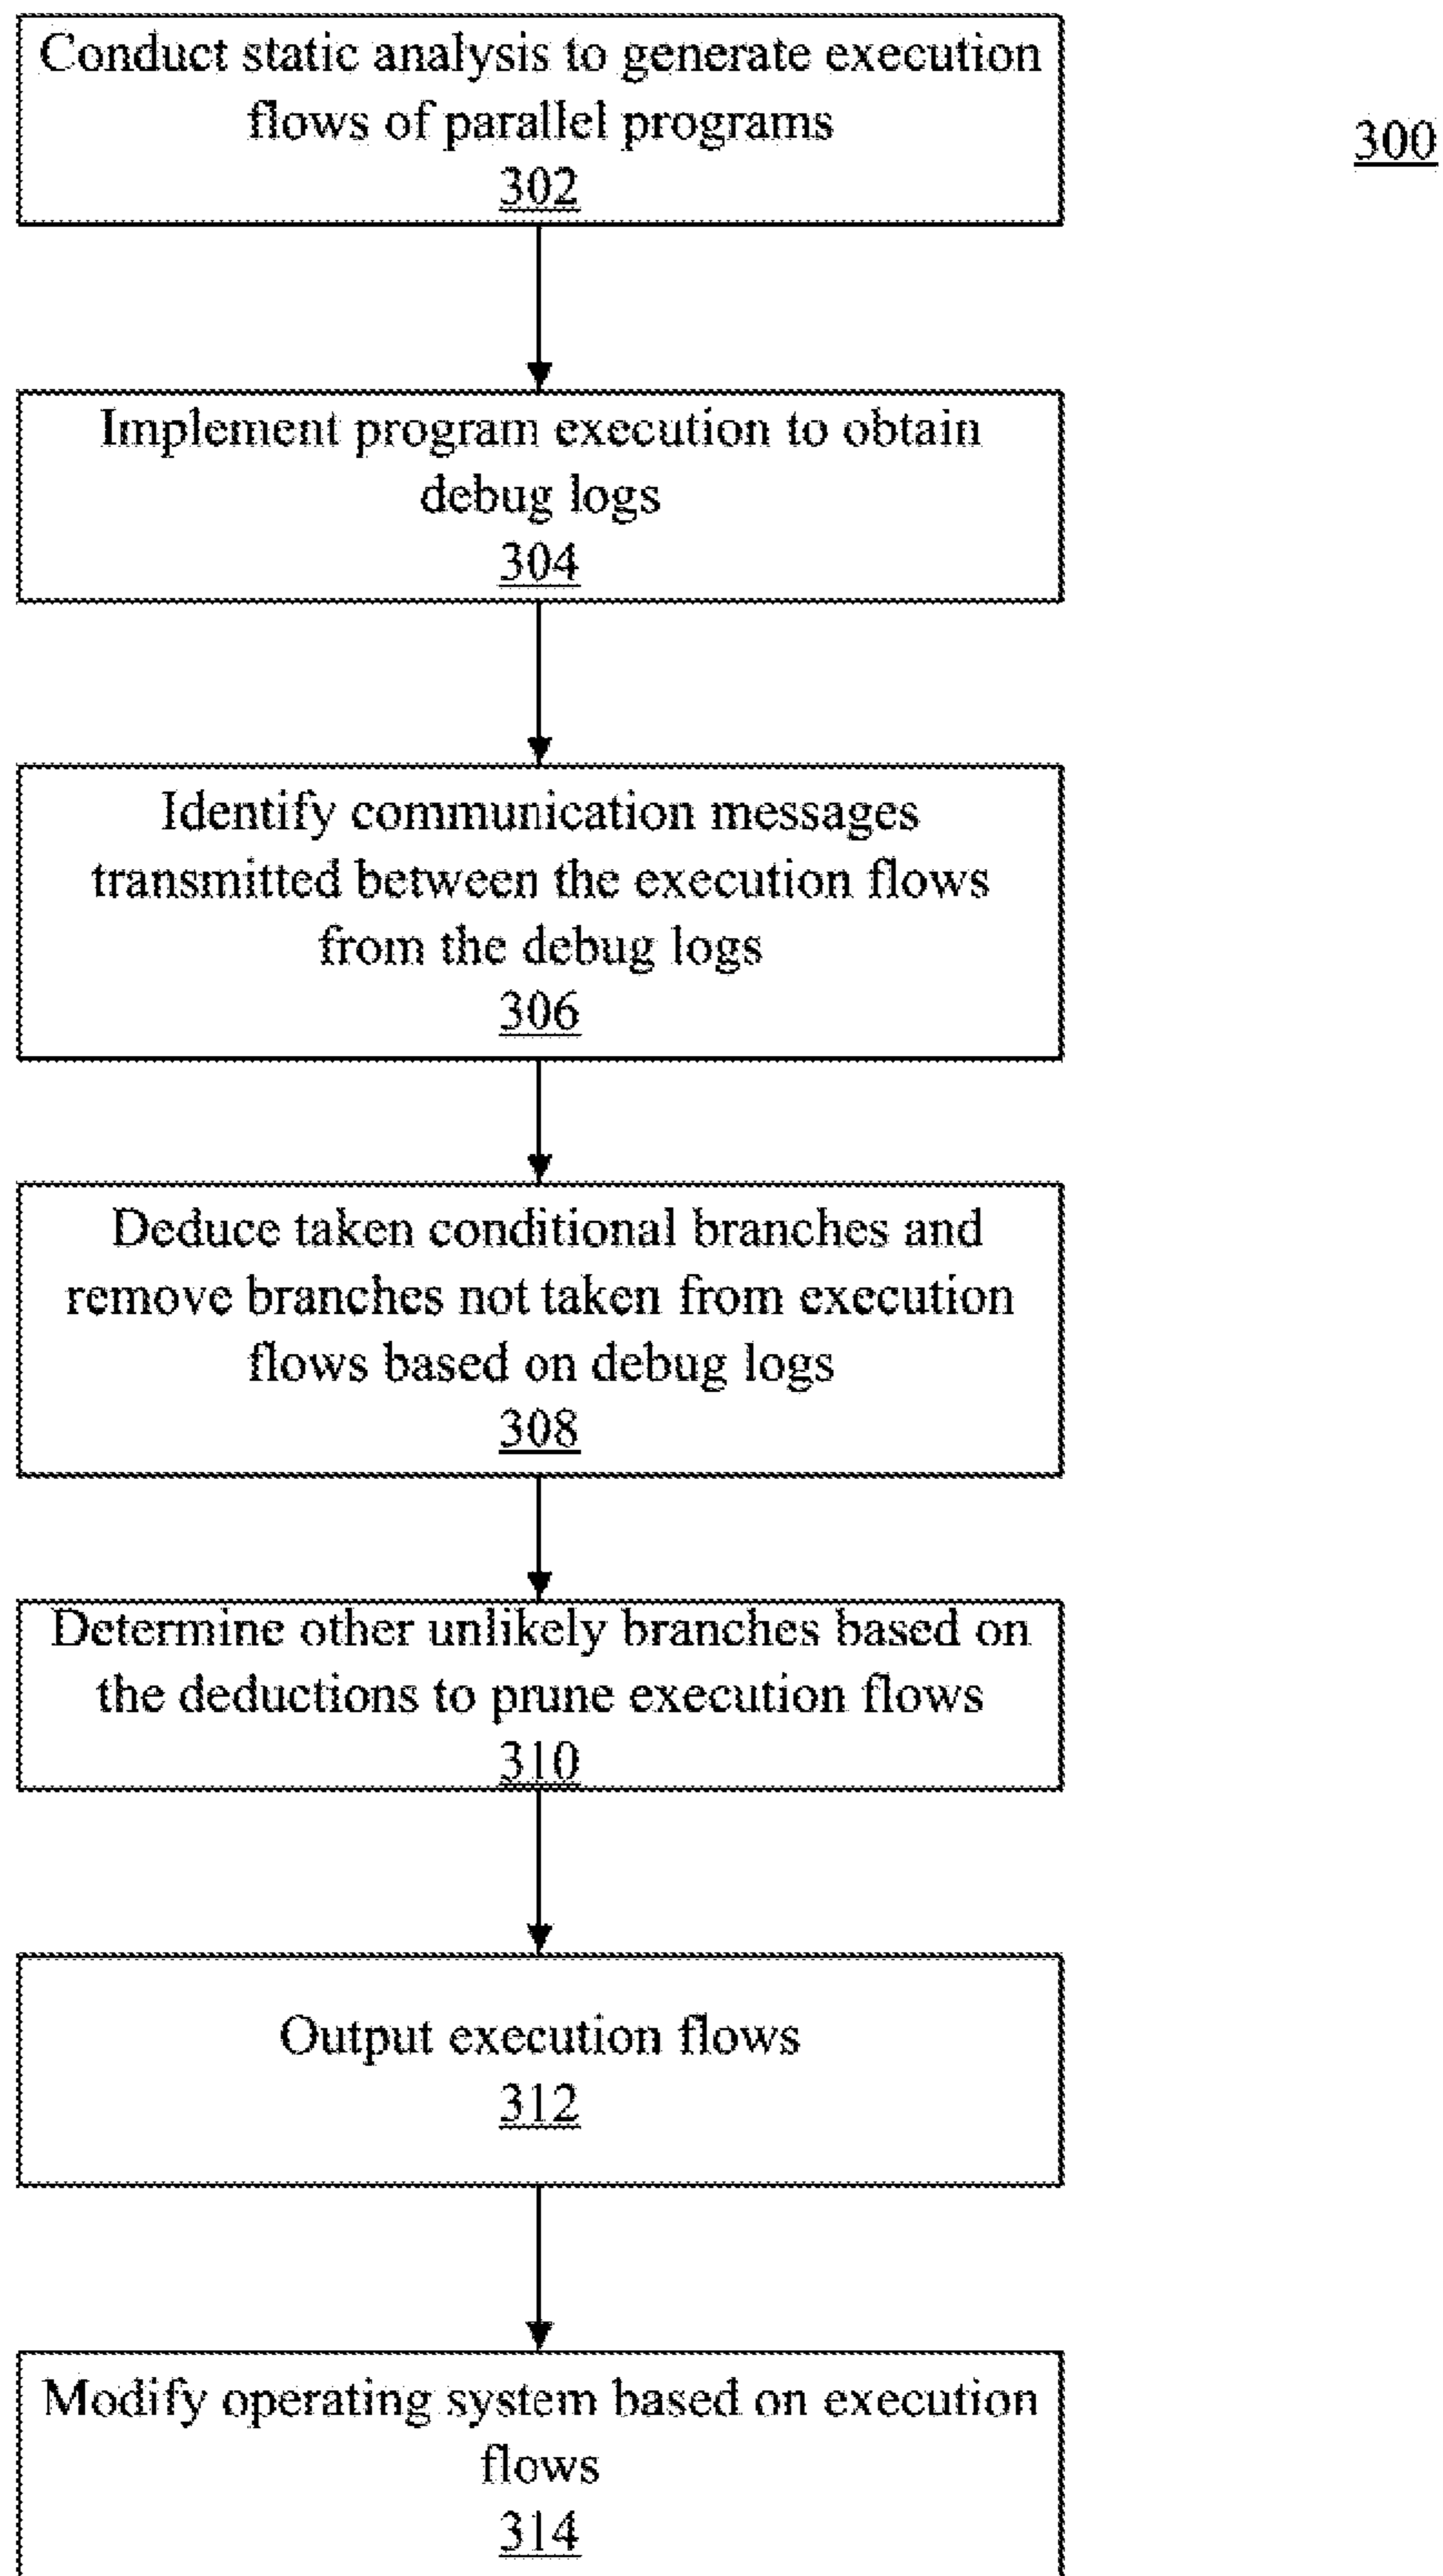 Conduct static analysis to generate execution
flows of parallel programs
302
300
Implement program execution to obtain
debug logs
304
Identify communication messages
transmitted between the execution flows
from the debug logs
306
Deduce taken conditional branches and
remove branches not taken from execution
flows based on debug logs
308
Determine other unlikely branches based on
the deductions to prune execution flows
310
Output execution flows
312
Modify operating system based on execution
flows
314